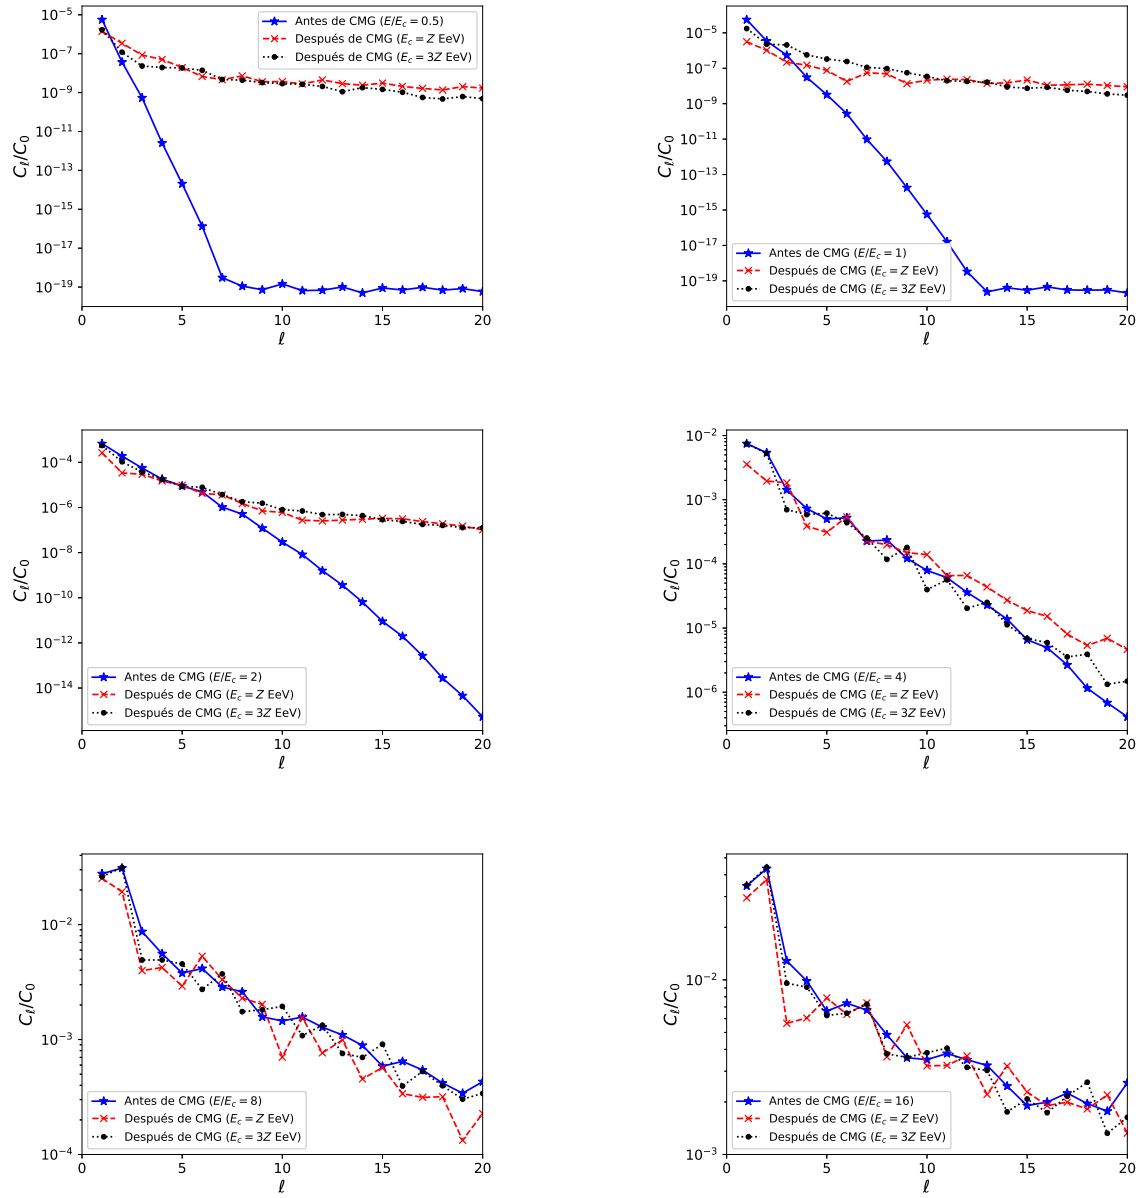 10⁻⁵
10⁻⁷
10⁻⁹
10⁻¹¹
10⁻¹³
10⁻¹⁵
10⁻¹⁷
10⁻¹⁹
C_ℓ/C₀
Antes de CMG (E/E_c = 0.5)
Después de CMG (E_c = Z EeV)
Después de CMG (E_c = 3Z EeV)
0 5 10 15 20
ℓ
10⁻⁵
10⁻⁷
10⁻⁹
10⁻¹¹
10⁻¹³
10⁻¹⁵
10⁻¹⁷
10⁻¹⁹
C_ℓ/C₀
Antes de CMG (E/E_c = 1)
Después de CMG (E_c = Z EeV)
Después de CMG (E_c = 3Z EeV)
0 5 10 15 20
ℓ
10⁻⁴
10⁻⁶
10⁻⁸
10⁻¹⁰
10⁻¹²
10⁻¹⁴
C_ℓ/C₀
Antes de CMG (E/E_c = 2)
Después de CMG (E_c = Z EeV)
Después de CMG (E_c = 3Z EeV)
0 5 10 15 20
ℓ
10⁻²
10⁻³
10⁻⁴
10⁻⁵
10⁻⁶
C_ℓ/C₀
Antes de CMG (E/E_c = 4)
Después de CMG (E_c = Z EeV)
Después de CMG (E_c = 3Z EeV)
0 5 10 15 20
ℓ
10⁻²
10⁻³
10⁻⁴
C_ℓ/C₀
Antes de CMG (E/E_c = 8)
Después de CMG (E_c = Z EeV)
Después de CMG (E_c = 3Z EeV)
0 5 10 15 20
ℓ
10⁻²
10⁻³
C_ℓ/C₀
Antes de CMG (E/E_c = 16)
Después de CMG (E_c = Z EeV)
Después de CMG (E_c = 3Z EeV)
0 5 10 15 20
ℓ